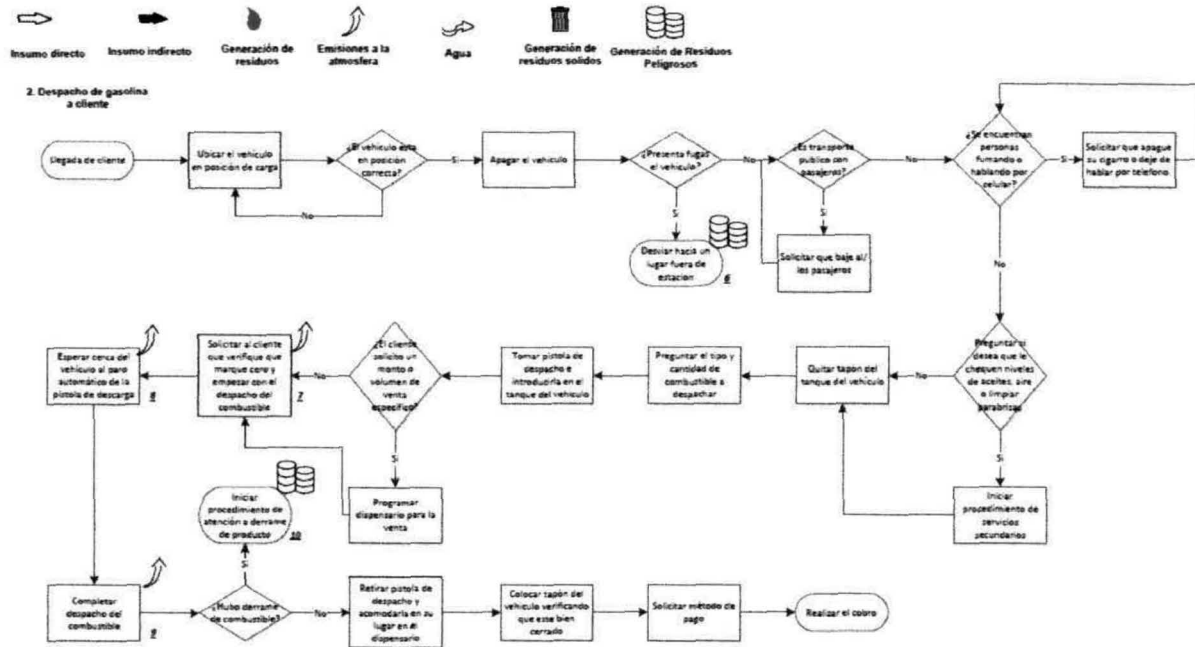 Insumo directo
Insumo indirecto
Generación de
residuos
Emisiones a la
atmosfera
Agua
Generación de
residuos solidos
Generación de Residuos
Peligrosos
2. Despacho de gasolina
a cliente
Llegada de cliente
Ubicar el vehículo
en posición de carga
¿El vehículo esta
en posición
correcta?
No
Si
Apagar el vehículo
¿Presenta fugas
el vehículo?
No
Si
Desviar hacia un
lugar fuera de
estacion
6
¿Es transporte
publico con
pasajeros?
No
Si
Solicitar que baje al/
los pasajeros
¿Se encuentran
personas
fumando o
hablando por
celular?
Si
Solicitar que apague
su cigarro o deje de
hablar por telefono
No
Preguntar si
desea que le
chequen niveles
de aceites, aire
o limpiar
parabrisas
No
Si
Iniciar
procedimiento de
servicios
secundarios
Quitar tapón del
tanque del vehículo
Preguntar el tipo y
cantidad de
combustible a
despachar
Tomar pistola de
despacho e
introducirla en el
tanque del vehículo
¿El cliente
solicito un
monto o
volumen de
venta
especifico?
No
Si
Programar
dispensario para la
venta
Solicitar al cliente
que verifique que
marque cero y
empezar con el
despacho del
combustible
7
Esperar cerca del
vehículo al paro
automático de la
pistola de descarga
8
Completar
despacho del
combustible
9
¿Hubo derrame
de combustible?
Si
Iniciar
procedimiento de
atención a derrame
de producto
10
No
Retirar pistola de
despacho y
acomodarla en su
lugar en el
dispensario
Colocar tapón del
vehículo verificando
que este bien
cerrado
Solicitar método de
pago
Realizar el cobro